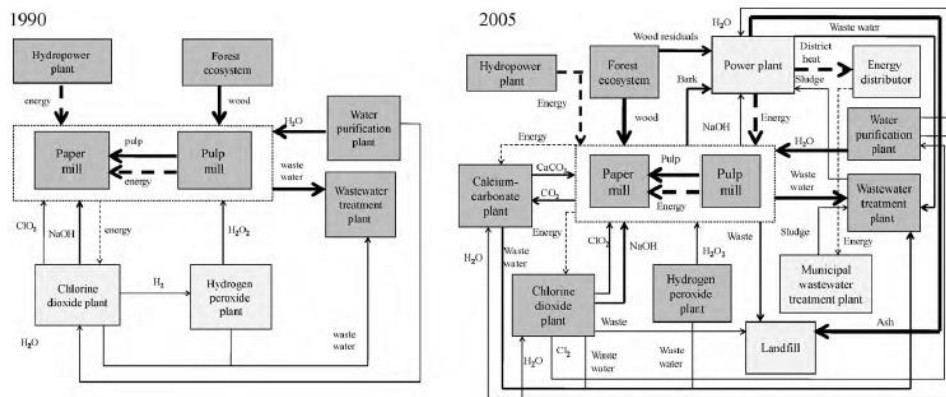 1990
Hydropower
plant
Forest
ecosystem
energy
wood
H₂O
Water
purification
plant
Paper
mill
pulp
energy
Pulp
mill
waste
water
Wastewater
treatment
plant
ClO₂
NaOH
energy
H₂O₂
Chlorine
dioxide plant
H₂
Hydrogen
peroxide plant
H₂O
waste
water
2005
H₂O
Waste water
Wood residuals
Hydropower
plant
Forest
ecosystem
Power plant
District
heat
Energy
distributor
Sludge
Energy
Bark
wood
NaOH
Energy
Water
purification
plant
Energy
H₂O
CaCO₃
Calcium-
carbonate
plant
CO₂
Paper
mill
Pulp
Energy
Pulp
mill
Waste
water
Wastewater
treatment
plant
Energy
ClO₂
NaOH
Waste
Sludge
Energy
H₂O
Waste
water
H₂O₂
Municipal
wastewater
treatment plant
Chlorine
dioxide
plant
Hydrogen
peroxide
plant
Waste
Landfill
Ash
H₂O
Cl₂
Waste
water
Waste
water